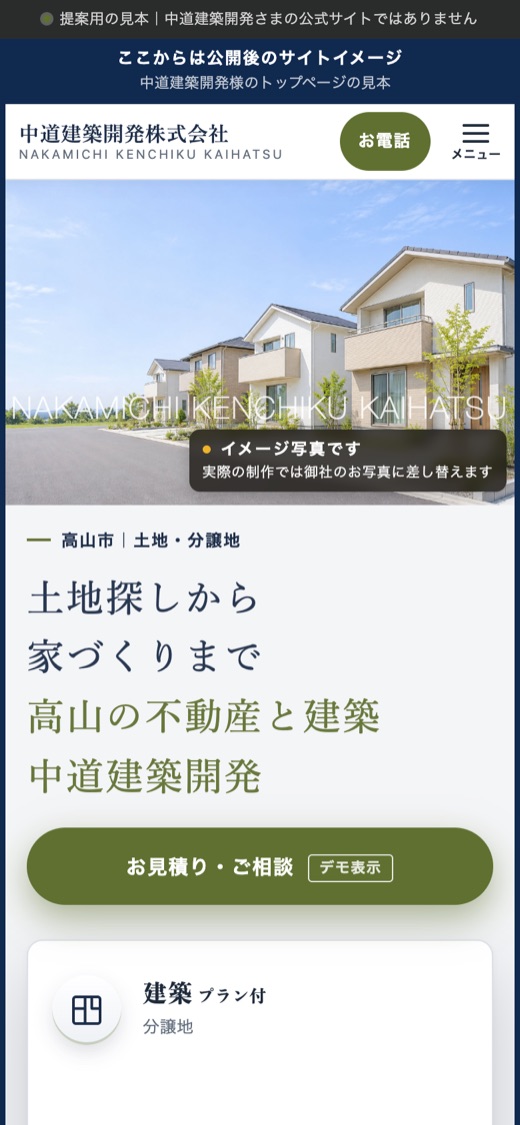 提案用の見本｜中道建築開発さまの公式サイトではありません
ここからは公開後のサイトイメージ
中道建築開発様のトップページの見本
中道建築開発株式会社
NAKAMICHI KENCHIKU KAIHATSU
お電話
メニュー
NAKAMICHI KENCHIKU KAIHATSU
イメージ写真です
実際の制作では御社のお写真に差し替えます
高山市｜土地・分譲地
土地探しから
家づくりまで
高山の不動産と建築
中道建築開発
お見積り・ご相談 デモ表示
建築 プラン付
分譲地